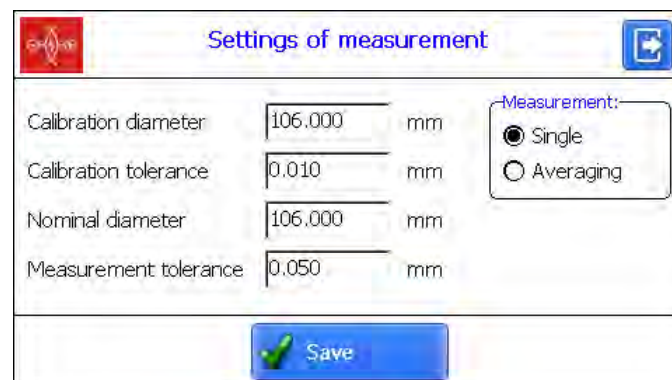 Settings of measurement
Calibration diameter 106.000 mm
Calibration tolerance 0.010 mm
Nominal diameter 106.000 mm
Measurement tolerance 0.050 mm
Measurement:
Single
Averaging
Save